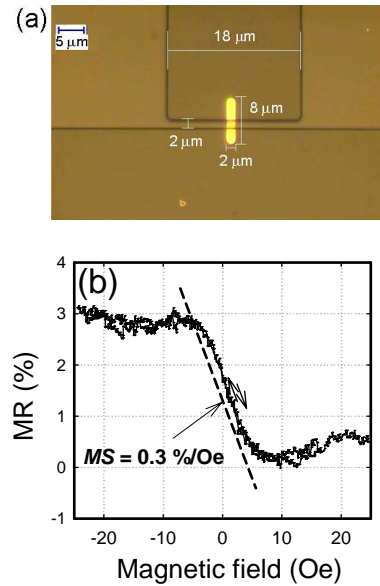 (a)
5 μm
18 μm
8 μm
2 μm
2 μm
(b)
MR (%)
4
3
2
1
0
-1
MS = 0.3 %/Oe
-20 -10 0 10 20
Magnetic field (Oe)